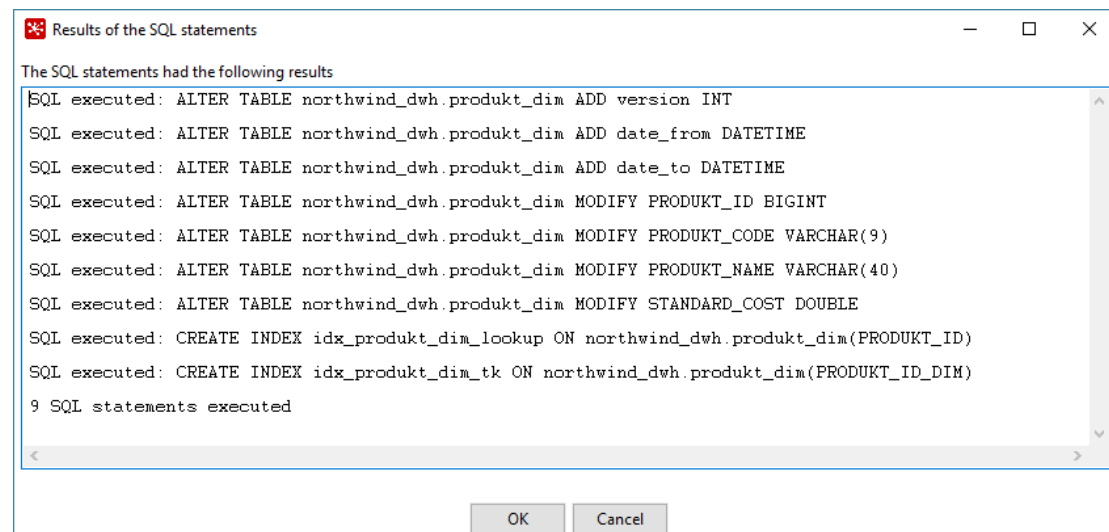 Results of the SQL statements
The SQL statements had the following results
SQL executed: ALTER TABLE northwind_dwh.produkt_dim ADD version INT
SQL executed: ALTER TABLE northwind_dwh.produkt_dim ADD date_from DATETIME
SQL executed: ALTER TABLE northwind_dwh.produkt_dim ADD date_to DATETIME
SQL executed: ALTER TABLE northwind_dwh.produkt_dim MODIFY PRODUKT_ID BIGINT
SQL executed: ALTER TABLE northwind_dwh.produkt_dim MODIFY PRODUKT_CODE VARCHAR(9)
SQL executed: ALTER TABLE northwind_dwh.produkt_dim MODIFY PRODUKT_NAME VARCHAR(40)
SQL executed: ALTER TABLE northwind_dwh.produkt_dim MODIFY STANDARD_COST DOUBLE
SQL executed: CREATE INDEX idx_produkt_dim_lookup ON northwind_dwh.produkt_dim(PRODUKT_ID)
SQL executed: CREATE INDEX idx_produkt_dim_tk ON northwind_dwh.produkt_dim(PRODUKT_ID_DIM)
9 SQL statements executed
OK Cancel